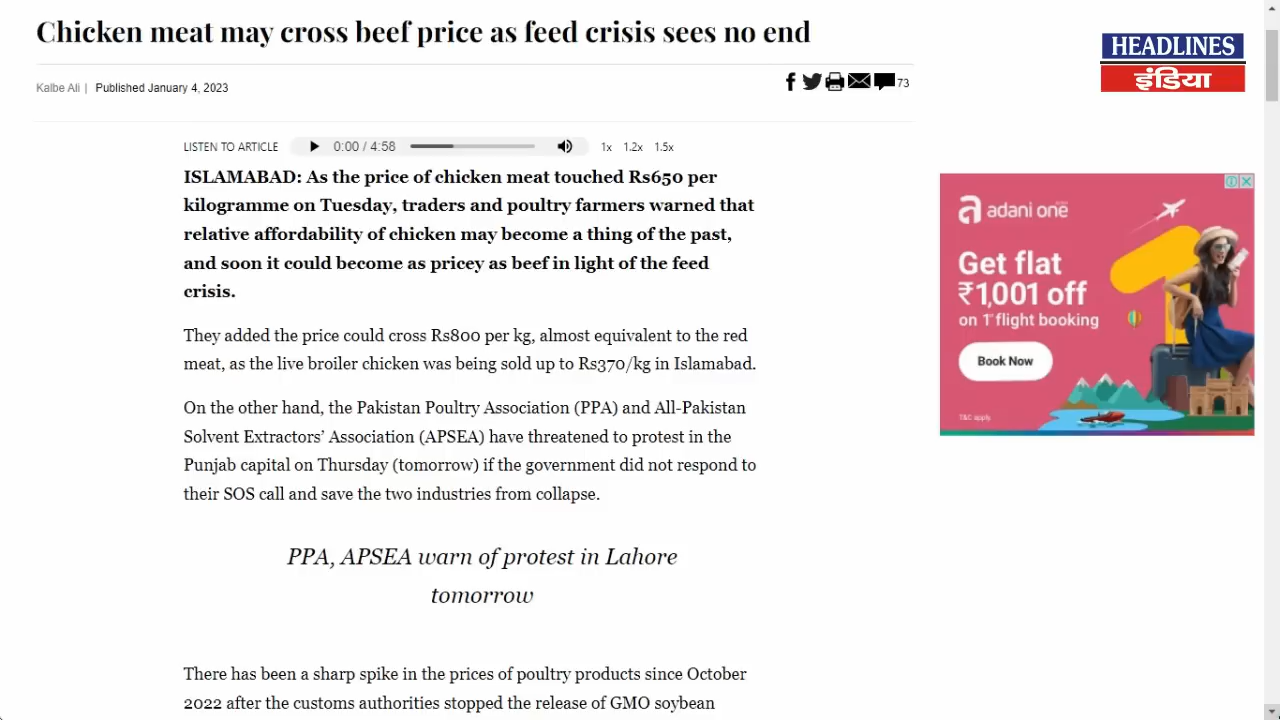 Chicken meat may cross beef price as feed crisis sees no end
HEADLINES
इंडिया
Kalbe Ali | Published January 4, 2023
73
LISTEN TO ARTICLE 0:00 / 4:58 1x 1.2x 1.5x
ISLAMABAD: As the price of chicken meat touched Rs650 per
kilogramme on Tuesday, traders and poultry farmers warned that
relative affordability of chicken may become a thing of the past,
and soon it could become as pricey as beef in light of the feed
crisis.
They added the price could cross Rs800 per kg, almost equivalent to the red
meat, as the live broiler chicken was being sold up to Rs370/kg in Islamabad.
On the other hand, the Pakistan Poultry Association (PPA) and All-Pakistan
Solvent Extractors’ Association (APSEA) have threatened to protest in the
Punjab capital on Thursday (tomorrow) if the government did not respond to
their SOS call and save the two industries from collapse.
PPA, APSEA warn of protest in Lahore
tomorrow
There has been a sharp spike in the prices of poultry products since October
2022 after the customs authorities stopped the release of GMO soybean
adani one
Get flat
₹1,001 off
on 1st flight booking
Book Now
T&C apply